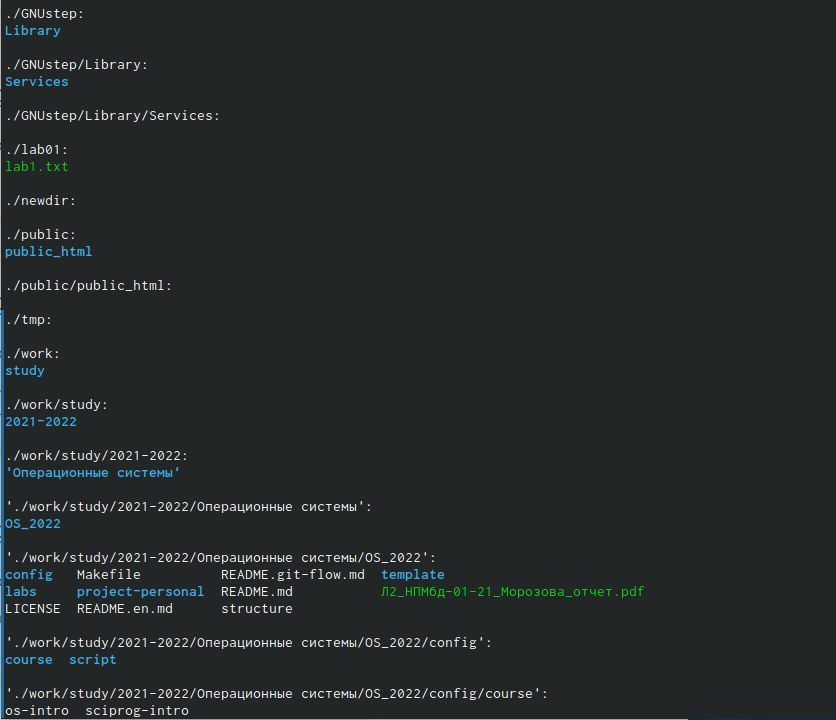 ./GNUstep:
Library
./GNUstep/Library:
Services
./GNUstep/Library/Services:
./lab01:
lab1.txt
./newdir:
./public:
public_html
./public/public_html:
./tmp:
./work:
study
./work/study:
2021-2022
./work/study/2021-2022:
'Операционные системы'
'./work/study/2021-2022/Операционные системы':
OS_2022
'./work/study/2021-2022/Операционные системы/OS_2022':
config   Makefile          README.git-flow.md  template
labs     project-personal  README.md           Л2_НПМбд-01-21_Морозова_отчет.pdf
LICENSE  README.en.md      structure
'./work/study/2021-2022/Операционные системы/OS_2022/config':
course  script
'./work/study/2021-2022/Операционные системы/OS_2022/config/course':
os-intro  sciprog-intro